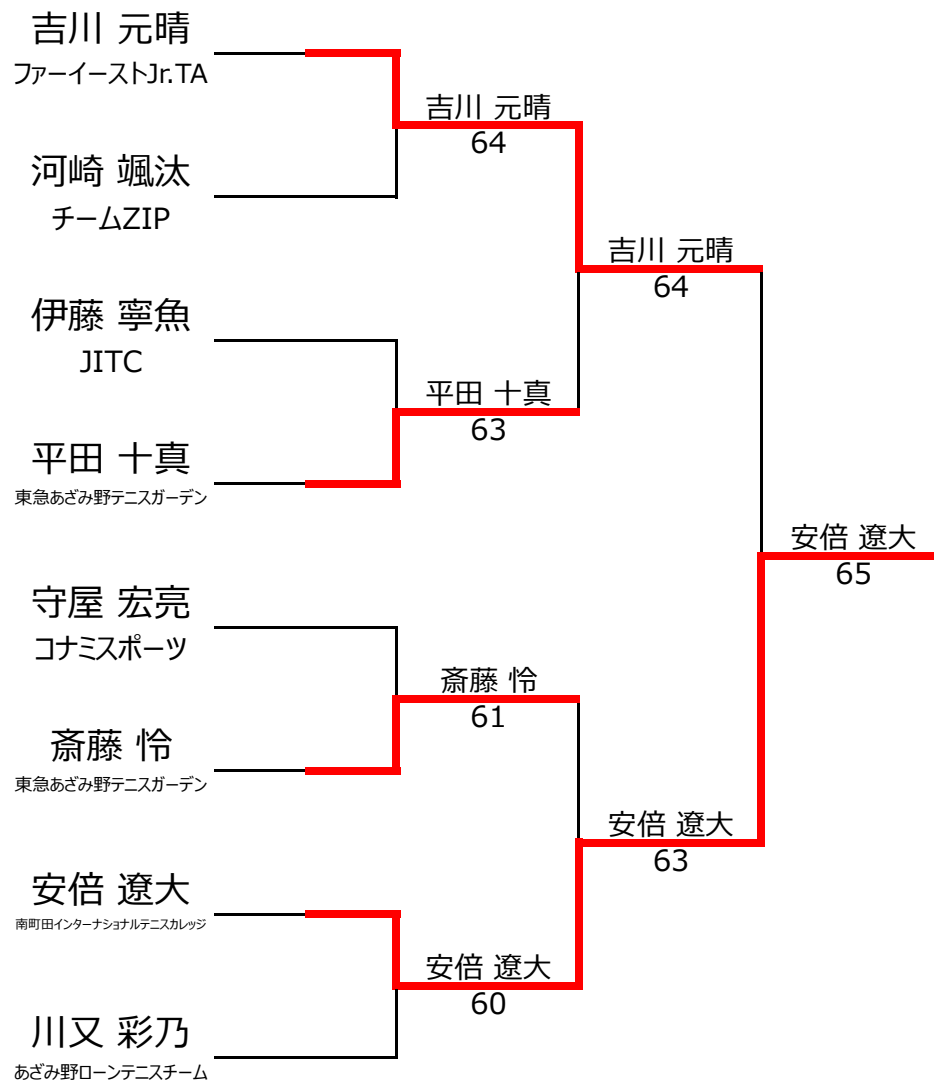 吉川 元晴
ファーイーストJr.TA
吉川 元晴
64
河崎 颯汰
チームZIP
吉川 元晴
64
伊藤 寧魚
JITC
平田 十真
63
平田 十真
東急あざみ野テニスガーデン
安倍 遼大
65
守屋 宏亮
コナミスポーツ
斎藤 怜
61
斎藤 怜
東急あざみ野テニスガーデン
安倍 遼大
63
安倍 遼大
南町田インターナショナルテニスカレッジ
安倍 遼大
60
川又 彩乃
あざみ野ローンテニスチーム